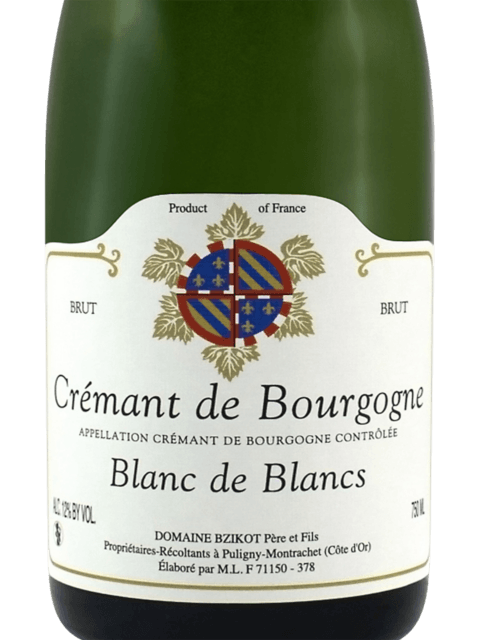 Product of France
BRUT BRUT
Crémant de Bourgogne
APPELLATION CRÉMANT DE BOURGOGNE CONTRÔLÉE
Blanc de Blancs
ALC. 12% BY VOL. 750 ML
DOMAINE BZIKOT Père et Fils
Propriétaires-Récoltants à Puligny-Montrachet (Côte d'Or)
Élaboré par M.L. F 71150 - 378